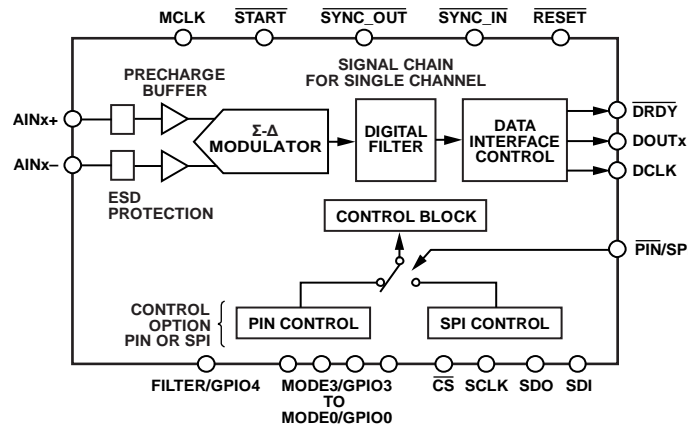 MCLK START SYNC_OUT SYNC_IN RESET
PRECHARGE
BUFFER
SIGNAL CHAIN
FOR SINGLE CHANNEL
AINx+
AINx–
Σ-Δ
MODULATOR
DIGITAL
FILTER
DATA
INTERFACE
CONTROL
DRDY
DOUTx
DCLK
ESD
PROTECTION
CONTROL BLOCK
PIN/SP
CONTROL
OPTION
PIN OR SPI
PIN CONTROL
SPI CONTROL
FILTER/GPIO4
MODE3/GPIO3
TO
MODE0/GPIO0
CS SCLK SDO SDI